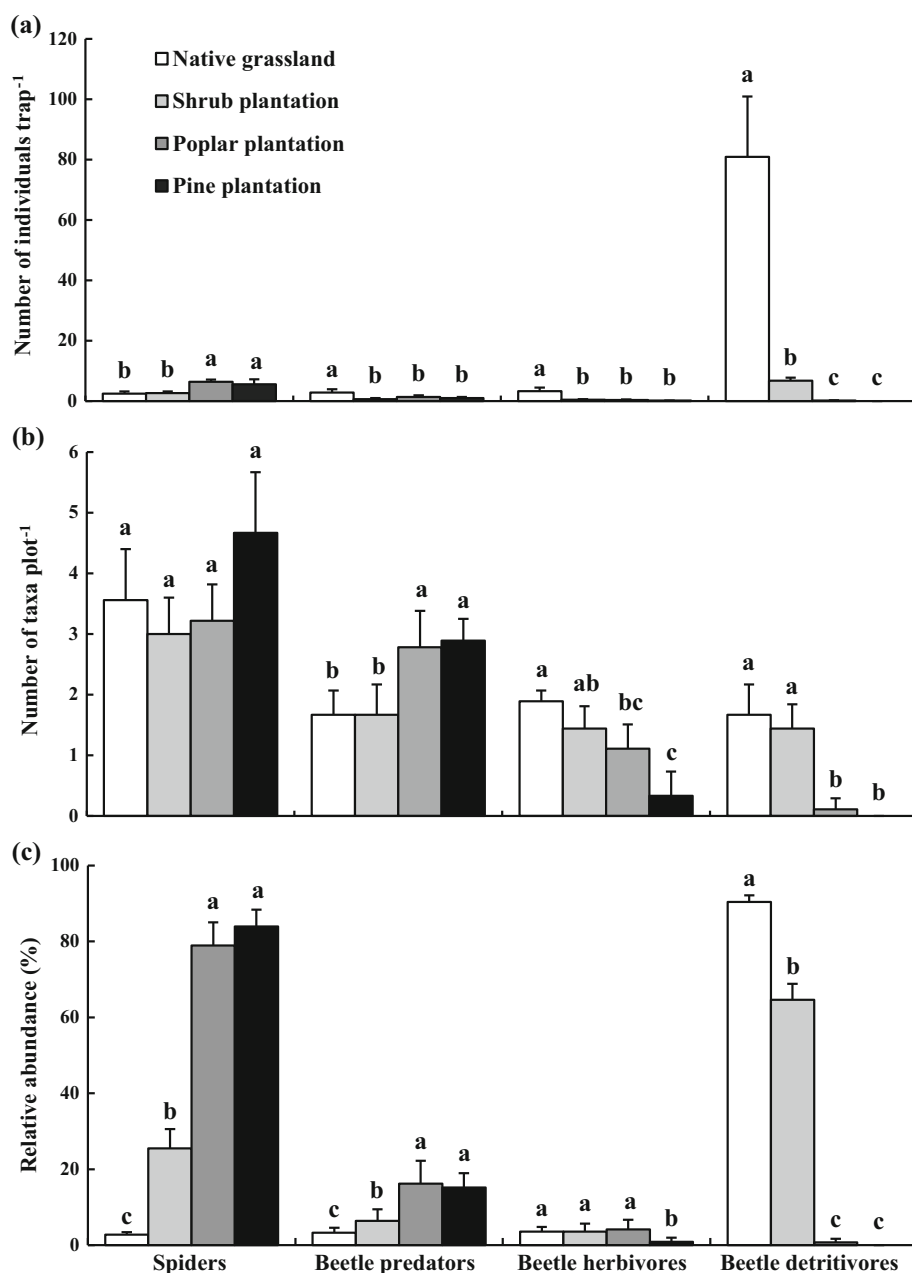 (a)
Number of individuals trap-1
120
100
80
60
40
20
0
Native grassland
Shrub plantation
Poplar plantation
Pine plantation
b b a a a b b b a b b b a b c c
(b)
Number of taxa plot-1
6
5
4
3
2
1
0
a a a a b b a a a ab bc c a a b b
(c)
Relative abundance (%)
100
80
60
40
20
0
c b a a c b a a a a a b a b c c
Spiders Beetle predators Beetle herbivores Beetle detritivores